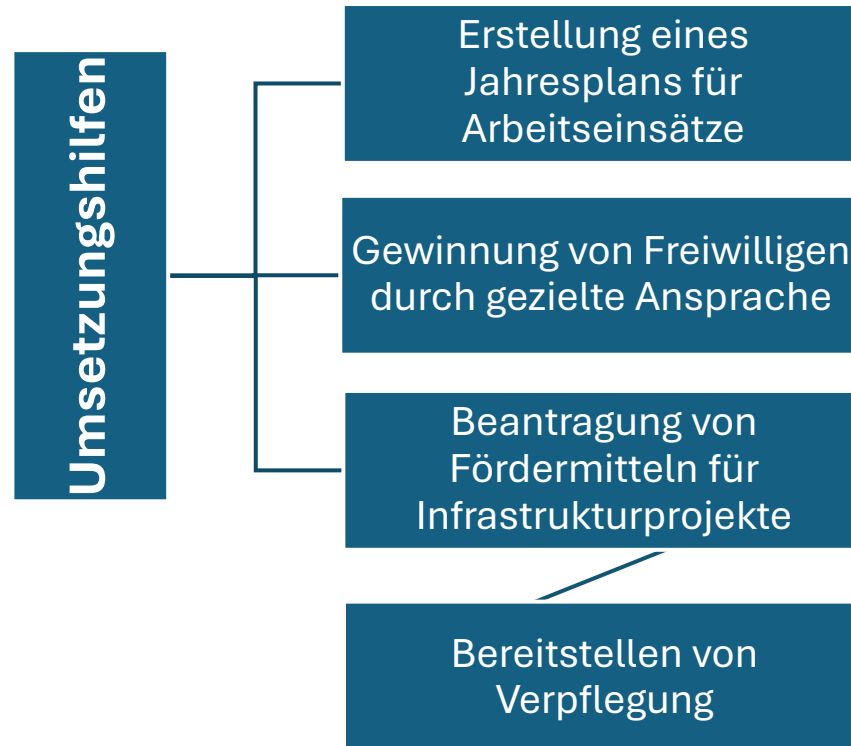 Umsetzungshilfen
Erstellung eines
Jahresplans für
Arbeitseinsätze
Gewinnung von Freiwilligen
durch gezielte Ansprache
Beantragung von
Fördermitteln für
Infrastrukturprojekte
Bereitstellen von
Verpflegung